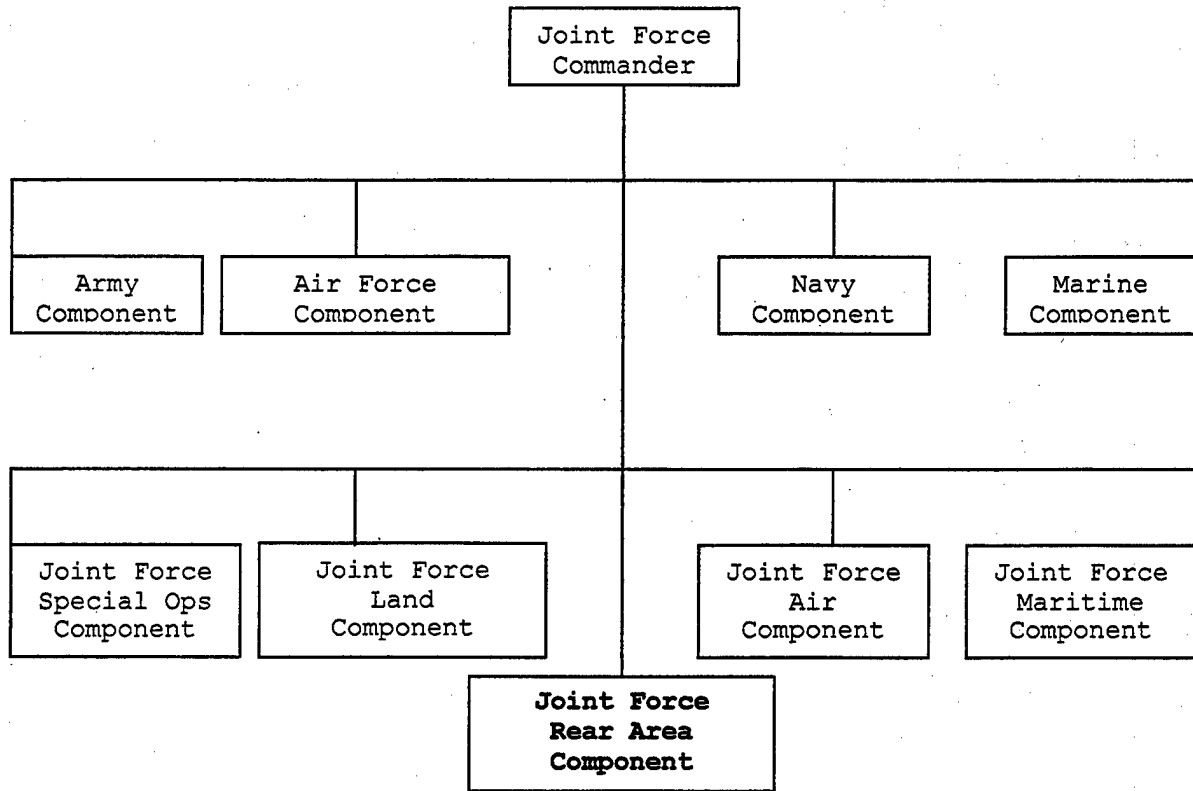 Joint Force
Commander
Army
Component
Air Force
Component
Navy
Component
Marine
Component
Joint Force
Special Ops
Component
Joint Force
Land
Component
Joint Force
Air
Component
Joint Force
Maritime
Component
Joint Force
Rear Area
Component